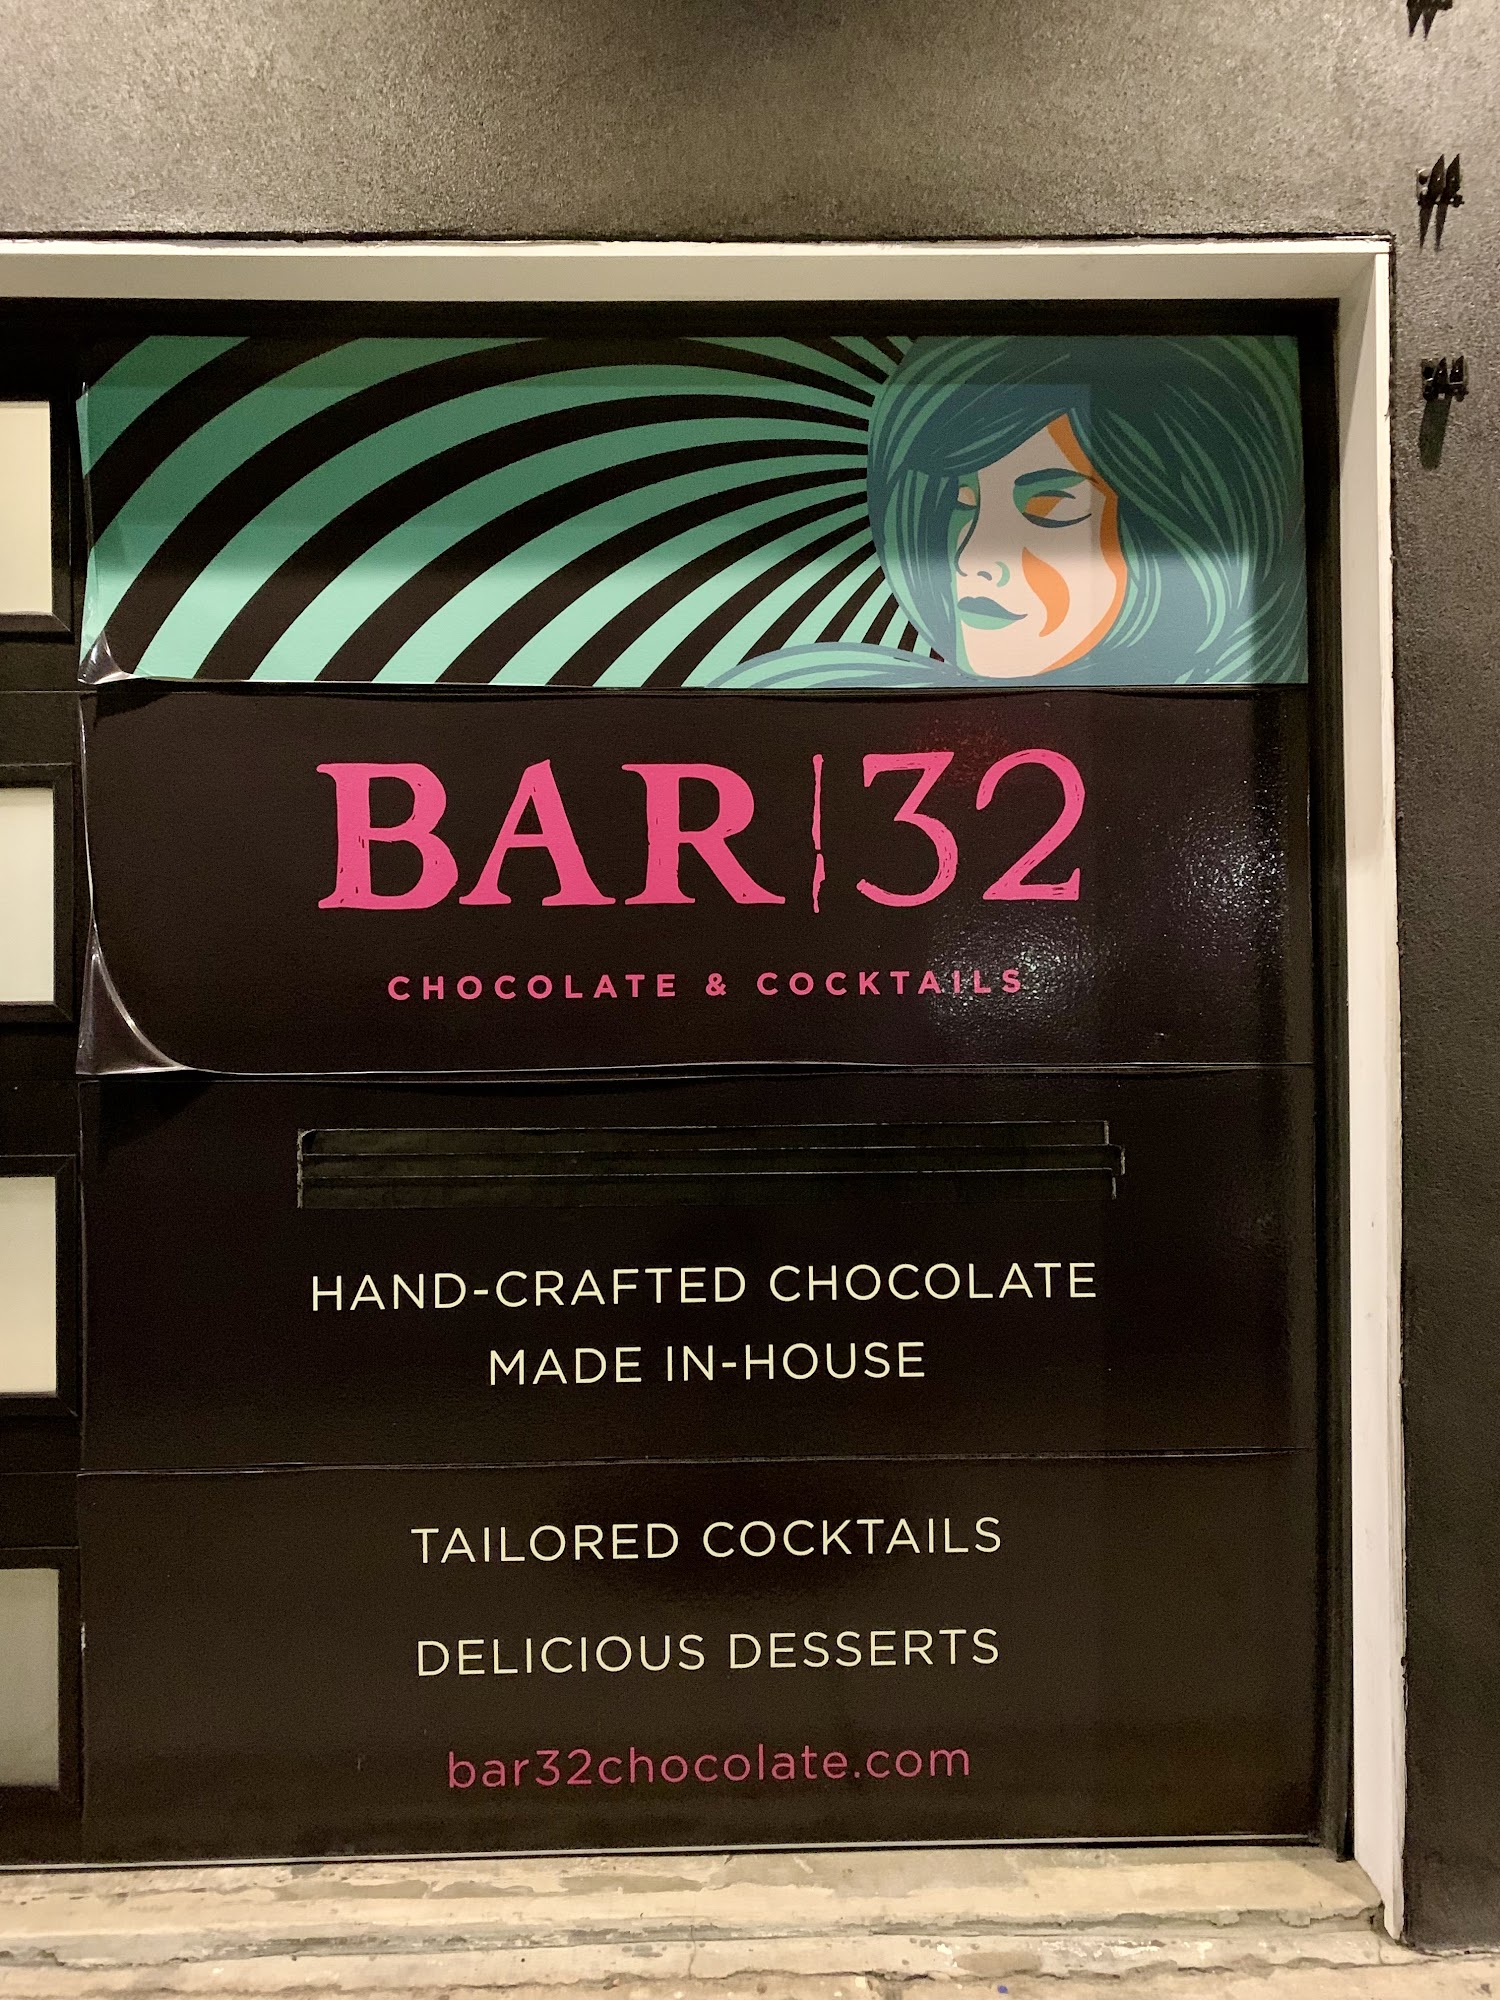 BAR|32
CHOCOLATE & COCKTAILS
HAND-CRAFTED CHOCOLATE
MADE IN-HOUSE
TAILORED COCKTAILS
DELICIOUS DESSERTS
bar32chocolate.com